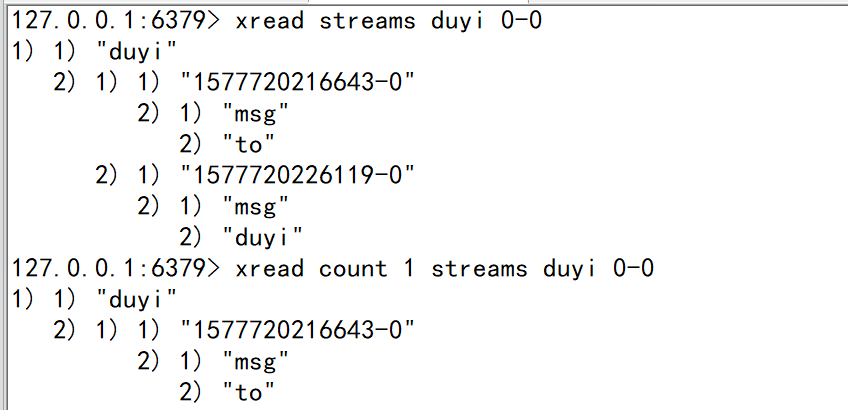 127.0.0.1:6379> xread streams duyi 0-0
1) 1) "duyi"
   2) 1) 1) "1577720216643-0"
         2) 1) "msg"
            2) "to"
      2) 1) "1577720226119-0"
         2) 1) "msg"
            2) "duyi"
127.0.0.1:6379> xread count 1 streams duyi 0-0
1) 1) "duyi"
   2) 1) 1) "1577720216643-0"
         2) 1) "msg"
            2) "to"